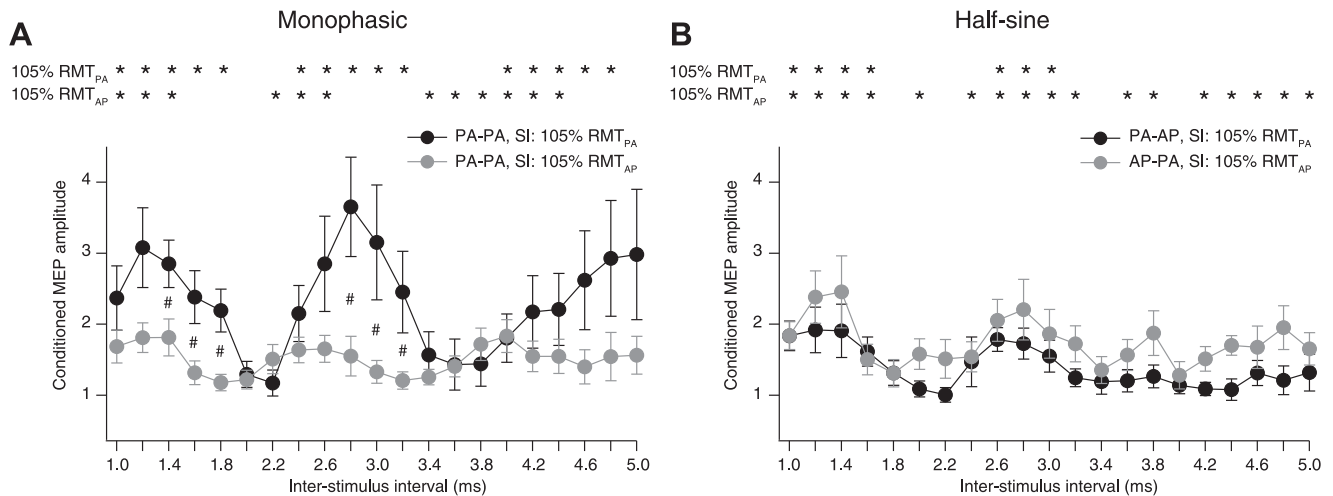 Monophasic
Half-sine
A
B
105% RMTPA * * * * * * * * * * * * * * *
105% RMTAP * * * * * * * * * * * *
105% RMTPA * * * * * * *
105% RMTAP * * * * * * * * * * * * * * * *
PA-PA, SI: 105% RMTPA
PA-PA, SI: 105% RMTAP
PA-AP, SI: 105% RMTPA
AP-PA, SI: 105% RMTAP
Conditioned MEP amplitude
4
3
2
1
# # # # # #
1.0 1.4 1.8 2.2 2.6 3.0 3.4 3.8 4.2 4.6 5.0
Inter-stimulus interval (ms)
Conditioned MEP amplitude
4
3
2
1
1.0 1.4 1.8 2.2 2.6 3.0 3.4 3.8 4.2 4.6 5.0
Inter-stimulus interval (ms)